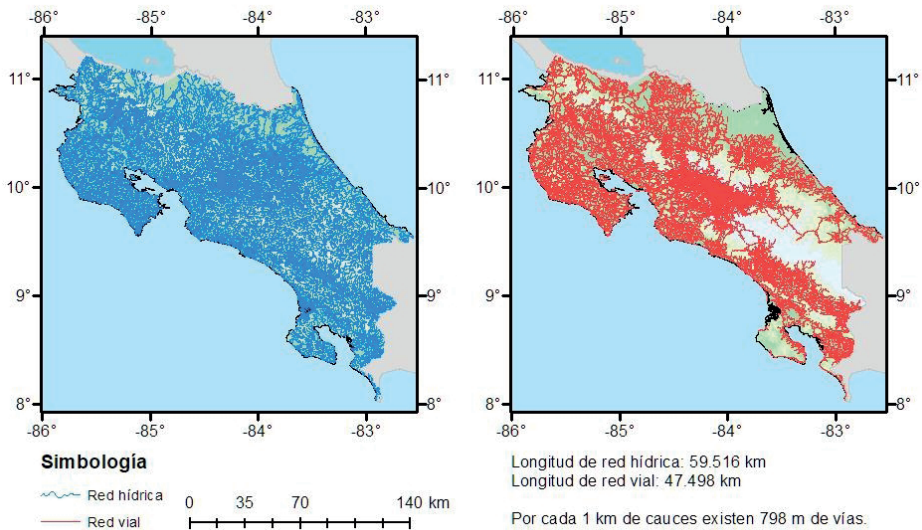 -86° -85° -84° -83°
-86° -85° -84° -83°
11° 11° 11° 11°
10° 10° 10° 10°
9° 9° 9° 9°
8° 8° 8° 8°
-86° -85° -84° -83°
-86° -85° -84° -83°
Simbología
Red hídrica
Red vial
0 35 70 140 km
Longitud de red hídrica: 59.516 km
Longitud de red vial: 47.498 km
Por cada 1 km de cauces existen 798 m de vías.